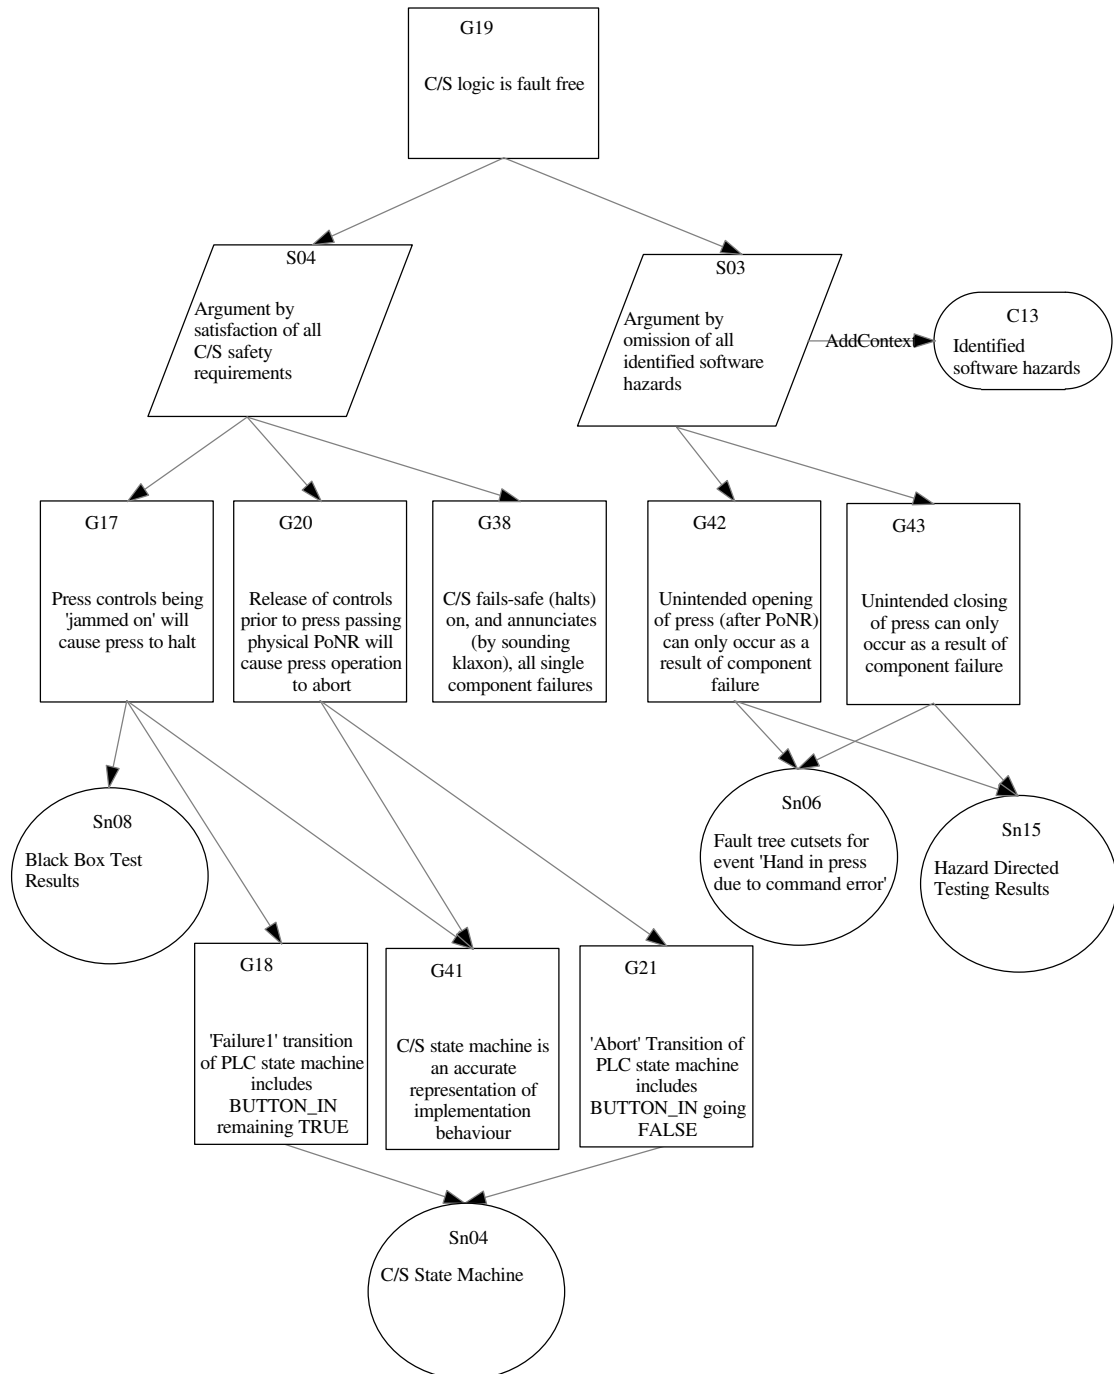 G19
C/S logic is fault free
S04
Argument by
satisfaction of all
C/S safety
requirements
S03
Argument by
omission of all
identified software
hazards
AddContext
C13
Identified
software hazards
G17
Press controls being
'jammed on' will
cause press to halt
G20
Release of controls
prior to press passing
physical PoNR will
cause press operation
to abort
G38
C/S fails-safe (halts)
on, and annunciates
(by sounding
klaxon), all single
component failures
G42
Unintended opening
of press (after PoNR)
can only occur as a
result of component
failure
G43
Unintended closing
of press can only
occur as a result of
component failure
Sn08
Black Box Test
Results
Sn06
Fault tree cutsets for
event 'Hand in press
due to command error'
Sn15
Hazard Directed
Testing Results
G18
'Failure1' transition
of PLC state machine
includes
BUTTON_IN
remaining TRUE
G41
C/S state machine is
an accurate
representation of
implementation
behaviour
G21
'Abort' Transition of
PLC state machine
includes
BUTTON_IN going
FALSE
Sn04
C/S State Machine